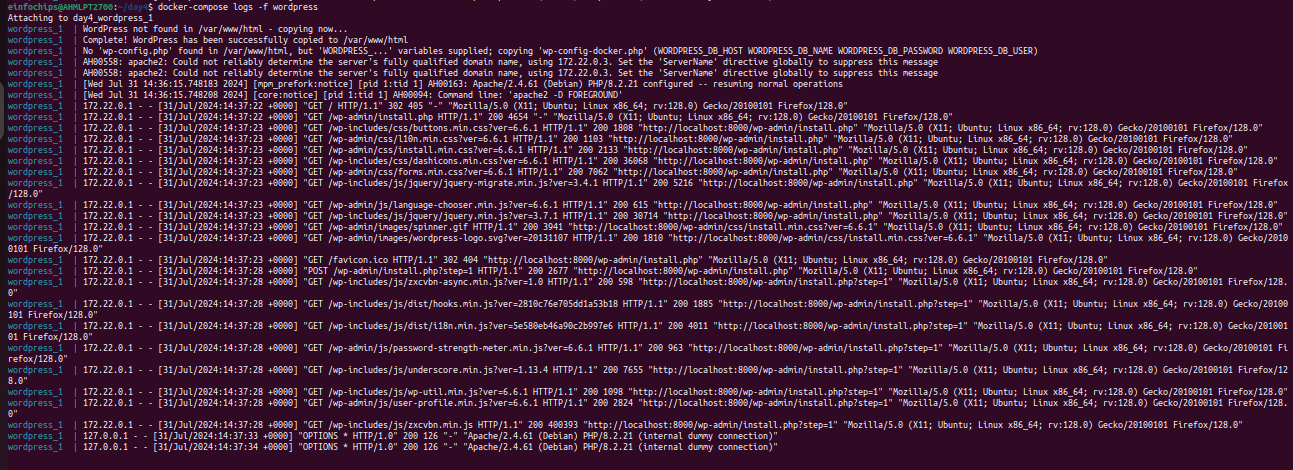 einfochips@AHMLPT2700:~/day4$ docker-compose logs -f wordpress
Attaching to day4_wordpress_1
wordpress_1  | WordPress not found in /var/www/html - copying now...
wordpress_1  | Complete! WordPress has been successfully copied to /var/www/html
wordpress_1  | No 'wp-config.php' found in /var/www/html, but 'WORDPRESS_...' variables supplied; copying 'wp-config-docker.php' (WORDPRESS_DB_HOST WORDPRESS_DB_NAME WORDPRESS_DB_PASSWORD WORDPRESS_DB_USER)
wordpress_1  | AH00558: apache2: Could not reliably determine the server's fully qualified domain name, using 172.22.0.3. Set the 'ServerName' directive globally to suppress this message
wordpress_1  | AH00558: apache2: Could not reliably determine the server's fully qualified domain name, using 172.22.0.3. Set the 'ServerName' directive globally to suppress this message
wordpress_1  | [Wed Jul 31 14:36:15.748183 2024] [mpm_prefork:notice] [pid 1:tid 1] AH00163: Apache/2.4.61 (Debian) PHP/8.2.21 configured -- resuming normal operations
wordpress_1  | [Wed Jul 31 14:36:15.748208 2024] [core:notice] [pid 1:tid 1] AH00094: Command line: 'apache2 -D FOREGROUND'
wordpress_1  | 172.22.0.1 - - [31/Jul/2024:14:37:22 +0000] "GET / HTTP/1.1" 302 405 "-" "Mozilla/5.0 (X11; Ubuntu; Linux x86_64; rv:128.0) Gecko/20100101 Firefox/128.0"
wordpress_1  | 172.22.0.1 - - [31/Jul/2024:14:37:22 +0000] "GET /wp-admin/install.php HTTP/1.1" 200 4654 "-" "Mozilla/5.0 (X11; Ubuntu; Linux x86_64; rv:128.0) Gecko/20100101 Firefox/128.0"
wordpress_1  | 172.22.0.1 - - [31/Jul/2024:14:37:23 +0000] "GET /wp-includes/css/buttons.min.css?ver=6.6.1 HTTP/1.1" 200 1808 "http://localhost:8000/wp-admin/install.php" "Mozilla/5.0 (X11; Ubuntu; Linux x86_64; rv:128.0) Gecko/20100101 Firefox/128.0"
wordpress_1  | 172.22.0.1 - - [31/Jul/2024:14:37:23 +0000] "GET /wp-admin/css/l10n.min.css?ver=6.6.1 HTTP/1.1" 200 1103 "http://localhost:8000/wp-admin/install.php" "Mozilla/5.0 (X11; Ubuntu; Linux x86_64; rv:128.0) Gecko/20100101 Firefox/128.0"
wordpress_1  | 172.22.0.1 - - [31/Jul/2024:14:37:23 +0000] "GET /wp-admin/css/install.min.css?ver=6.6.1 HTTP/1.1" 200 2133 "http://localhost:8000/wp-admin/install.php" "Mozilla/5.0 (X11; Ubuntu; Linux x86_64; rv:128.0) Gecko/20100101 Firefox/128.0"
wordpress_1  | 172.22.0.1 - - [31/Jul/2024:14:37:23 +0000] "GET /wp-includes/css/dashicons.min.css?ver=6.6.1 HTTP/1.1" 200 36068 "http://localhost:8000/wp-admin/install.php" "Mozilla/5.0 (X11; Ubuntu; Linux x86_64; rv:128.0) Gecko/20100101 Firefox/128.0"
wordpress_1  | 172.22.0.1 - - [31/Jul/2024:14:37:23 +0000] "GET /wp-admin/css/forms.min.css?ver=6.6.1 HTTP/1.1" 200 7062 "http://localhost:8000/wp-admin/install.php" "Mozilla/5.0 (X11; Ubuntu; Linux x86_64; rv:128.0) Gecko/20100101 Firefox/128.0"
wordpress_1  | 172.22.0.1 - - [31/Jul/2024:14:37:23 +0000] "GET /wp-includes/js/jquery/jquery-migrate.min.js?ver=3.4.1 HTTP/1.1" 200 5216 "http://localhost:8000/wp-admin/install.php" "Mozilla/5.0 (X11; Ubuntu; Linux x86_64; rv:128.0) Gecko/20100101 Firefox
/128.0"
wordpress_1  | 172.22.0.1 - - [31/Jul/2024:14:37:23 +0000] "GET /wp-admin/js/language-chooser.min.js?ver=6.6.1 HTTP/1.1" 200 615 "http://localhost:8000/wp-admin/install.php" "Mozilla/5.0 (X11; Ubuntu; Linux x86_64; rv:128.0) Gecko/20100101 Firefox/128.0"
wordpress_1  | 172.22.0.1 - - [31/Jul/2024:14:37:23 +0000] "GET /wp-includes/js/jquery/jquery.min.js?ver=3.7.1 HTTP/1.1" 200 30714 "http://localhost:8000/wp-admin/install.php" "Mozilla/5.0 (X11; Ubuntu; Linux x86_64; rv:128.0) Gecko/20100101 Firefox/128.0"
wordpress_1  | 172.22.0.1 - - [31/Jul/2024:14:37:23 +0000] "GET /wp-admin/images/spinner.gif HTTP/1.1" 200 3941 "http://localhost:8000/wp-admin/css/install.min.css?ver=6.6.1" "Mozilla/5.0 (X11; Ubuntu; Linux x86_64; rv:128.0) Gecko/20100101 Firefox/128.0"
wordpress_1  | 172.22.0.1 - - [31/Jul/2024:14:37:23 +0000] "GET /wp-admin/images/wordpress-logo.svg?ver=20131107 HTTP/1.1" 200 1810 "http://localhost:8000/wp-admin/css/install.min.css?ver=6.6.1" "Mozilla/5.0 (X11; Ubuntu; Linux x86_64; rv:128.0) Gecko/2010
0101 Firefox/128.0"
wordpress_1  | 172.22.0.1 - - [31/Jul/2024:14:37:23 +0000] "GET /favicon.ico HTTP/1.1" 302 404 "http://localhost:8000/wp-admin/install.php" "Mozilla/5.0 (X11; Ubuntu; Linux x86_64; rv:128.0) Gecko/20100101 Firefox/128.0"
wordpress_1  | 172.22.0.1 - - [31/Jul/2024:14:37:28 +0000] "POST /wp-admin/install.php?step=1 HTTP/1.1" 200 2677 "http://localhost:8000/wp-admin/install.php" "Mozilla/5.0 (X11; Ubuntu; Linux x86_64; rv:128.0) Gecko/20100101 Firefox/128.0"
wordpress_1  | 172.22.0.1 - - [31/Jul/2024:14:37:28 +0000] "GET /wp-includes/js/zxcvbn-async.min.js?ver=1.0 HTTP/1.1" 200 598 "http://localhost:8000/wp-admin/install.php?step=1" "Mozilla/5.0 (X11; Ubuntu; Linux x86_64; rv:128.0) Gecko/20100101 Firefox/128.
0"
wordpress_1  | 172.22.0.1 - - [31/Jul/2024:14:37:28 +0000] "GET /wp-includes/js/dist/hooks.min.js?ver=2810c76e705dd1a53b18 HTTP/1.1" 200 1885 "http://localhost:8000/wp-admin/install.php?step=1" "Mozilla/5.0 (X11; Ubuntu; Linux x86_64; rv:128.0) Gecko/20100
101 Firefox/128.0"
wordpress_1  | 172.22.0.1 - - [31/Jul/2024:14:37:28 +0000] "GET /wp-includes/js/dist/i18n.min.js?ver=5e580eb46a90c2b997e6 HTTP/1.1" 200 4011 "http://localhost:8000/wp-admin/install.php?step=1" "Mozilla/5.0 (X11; Ubuntu; Linux x86_64; rv:128.0) Gecko/201001
01 Firefox/128.0"
wordpress_1  | 172.22.0.1 - - [31/Jul/2024:14:37:28 +0000] "GET /wp-admin/js/password-strength-meter.min.js?ver=6.6.1 HTTP/1.1" 200 963 "http://localhost:8000/wp-admin/install.php?step=1" "Mozilla/5.0 (X11; Ubuntu; Linux x86_64; rv:128.0) Gecko/20100101 Fi
refox/128.0"
wordpress_1  | 172.22.0.1 - - [31/Jul/2024:14:37:28 +0000] "GET /wp-includes/js/underscore.min.js?ver=1.13.4 HTTP/1.1" 200 7655 "http://localhost:8000/wp-admin/install.php?step=1" "Mozilla/5.0 (X11; Ubuntu; Linux x86_64; rv:128.0) Gecko/20100101 Firefox/12
8.0"
wordpress_1  | 172.22.0.1 - - [31/Jul/2024:14:37:28 +0000] "GET /wp-includes/js/wp-util.min.js?ver=6.6.1 HTTP/1.1" 200 1098 "http://localhost:8000/wp-admin/install.php?step=1" "Mozilla/5.0 (X11; Ubuntu; Linux x86_64; rv:128.0) Gecko/20100101 Firefox/128.0"
wordpress_1  | 172.22.0.1 - - [31/Jul/2024:14:37:28 +0000] "GET /wp-admin/js/user-profile.min.js?ver=6.6.1 HTTP/1.1" 200 2824 "http://localhost:8000/wp-admin/install.php?step=1" "Mozilla/5.0 (X11; Ubuntu; Linux x86_64; rv:128.0) Gecko/20100101 Firefox/128.
0"
wordpress_1  | 172.22.0.1 - - [31/Jul/2024:14:37:28 +0000] "GET /wp-includes/js/zxcvbn.min.js HTTP/1.1" 200 400393 "http://localhost:8000/wp-admin/install.php?step=1" "Mozilla/5.0 (X11; Ubuntu; Linux x86_64; rv:128.0) Gecko/20100101 Firefox/128.0"
wordpress_1  | 127.0.0.1 - - [31/Jul/2024:14:37:33 +0000] "OPTIONS * HTTP/1.0" 200 126 "-" "Apache/2.4.61 (Debian) PHP/8.2.21 (internal dummy connection)"
wordpress_1  | 127.0.0.1 - - [31/Jul/2024:14:37:34 +0000] "OPTIONS * HTTP/1.0" 200 126 "-" "Apache/2.4.61 (Debian) PHP/8.2.21 (internal dummy connection)"